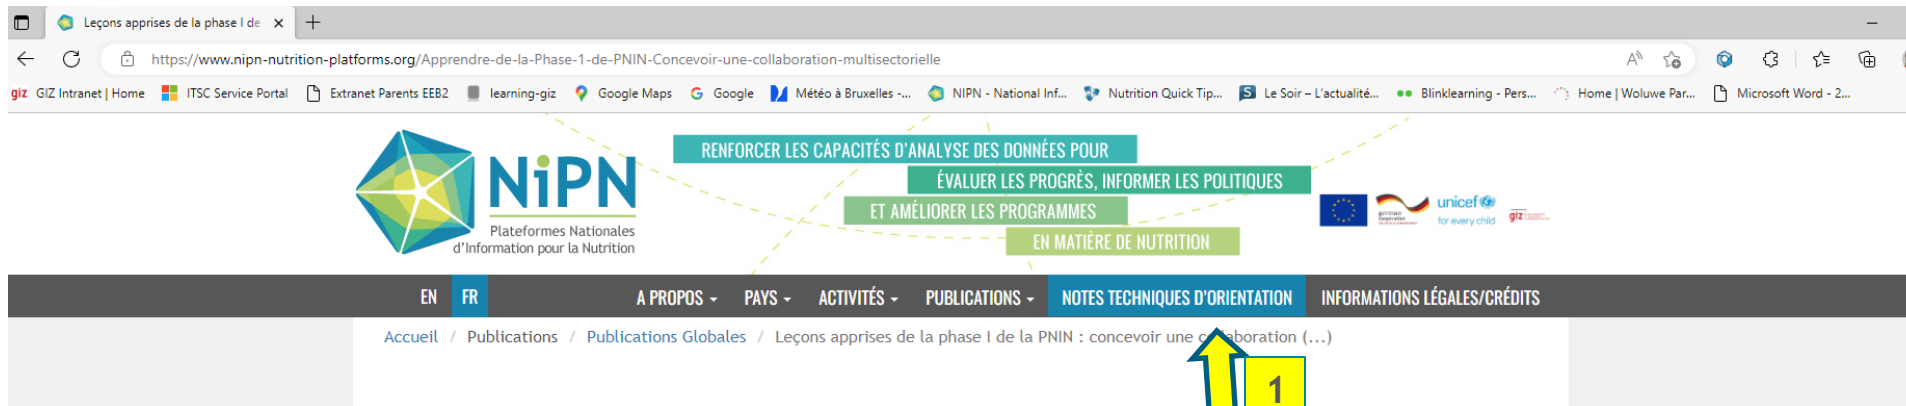 Leçons apprises de la phase I de
https://www.nipn-nutrition-platforms.org/Apprendre-de-la-Phase-1-de-PNIN-Concevoir-une-collaboration-multisectorielle
giz GIZ Intranet | Home ITSC Service Portal Extranet Parents EEB2 learning-giz Google Maps Google Météo à Bruxelles -... NIPN - National Inf... Nutrition Quick Tip... Le Soir – L'actualité... Blinklearning - Pers... Home | Woluwe Par... Microsoft Word - 2...
RENFORCER LES CAPACITÉS D'ANALYSE DES DONNÉES POUR
ÉVALUER LES PROGRÈS, INFORMER LES POLITIQUES
ET AMÉLIORER LES PROGRAMMES
EN MATIÈRE DE NUTRITION
NiPN
Plateformes Nationales
d'Information pour la Nutrition
german
cooperation
unicef
for every child
giz
EN FR A PROPOS PAYS ACTIVITÉS PUBLICATIONS NOTES TECHNIQUES D'ORIENTATION INFORMATIONS LÉGALES/CRÉDITS
Accueil / Publications / Publications Globales / Leçons apprises de la phase I de la PNIN : concevoir une collaboration (...)
1